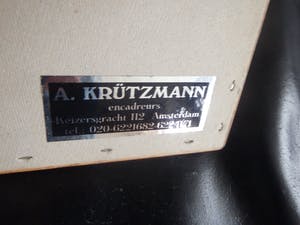 A. KRÜTZMANN
encadreurs
Keizersgracht 112 Amsterdam
tel.: 020-6221682-